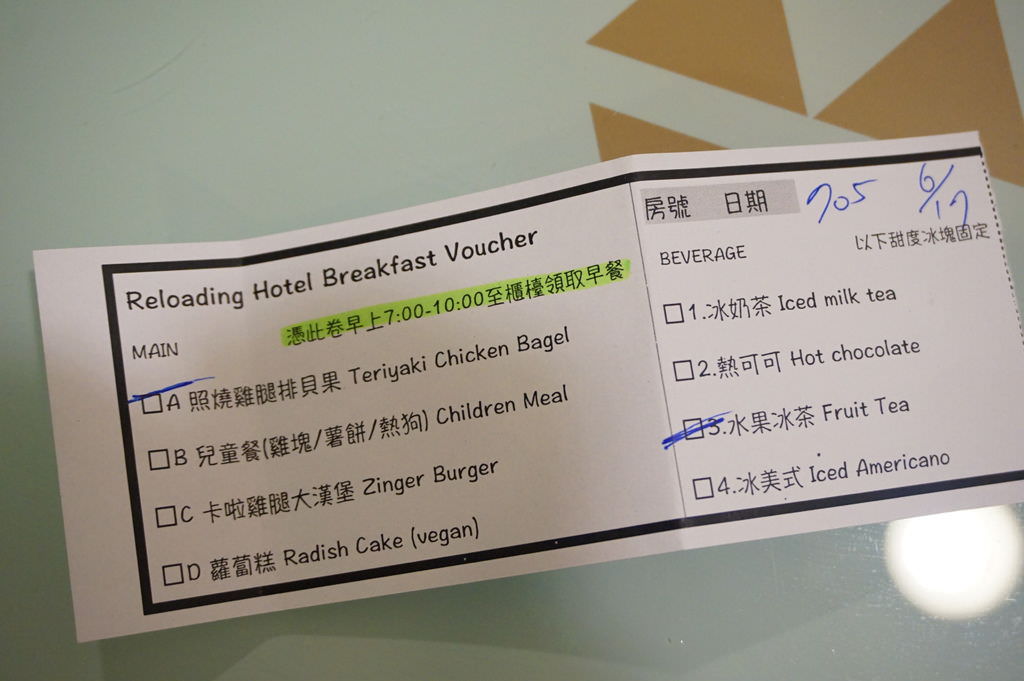 Reloading Hotel Breakfast Voucher
憑此卷早上7:00-10:00至櫃檯領取早餐
MAIN
□A 照燒雞腿排貝果 Teriyaki Chicken Bagel
□B 兒童餐(雞塊/薯餅/熱狗) Children Meal
□C 卡啦雞腿大漢堡 Zinger Burger
□D 蘿蔔糕 Radish Cake (vegan)
房號 日期 705 6/17
以下甜度冰塊固定
BEVERAGE
□1.冰奶茶 Iced milk tea
□2.熱可可 Hot chocolate
□3.水果冰茶 Fruit Tea
□4.冰美式 Iced Americano